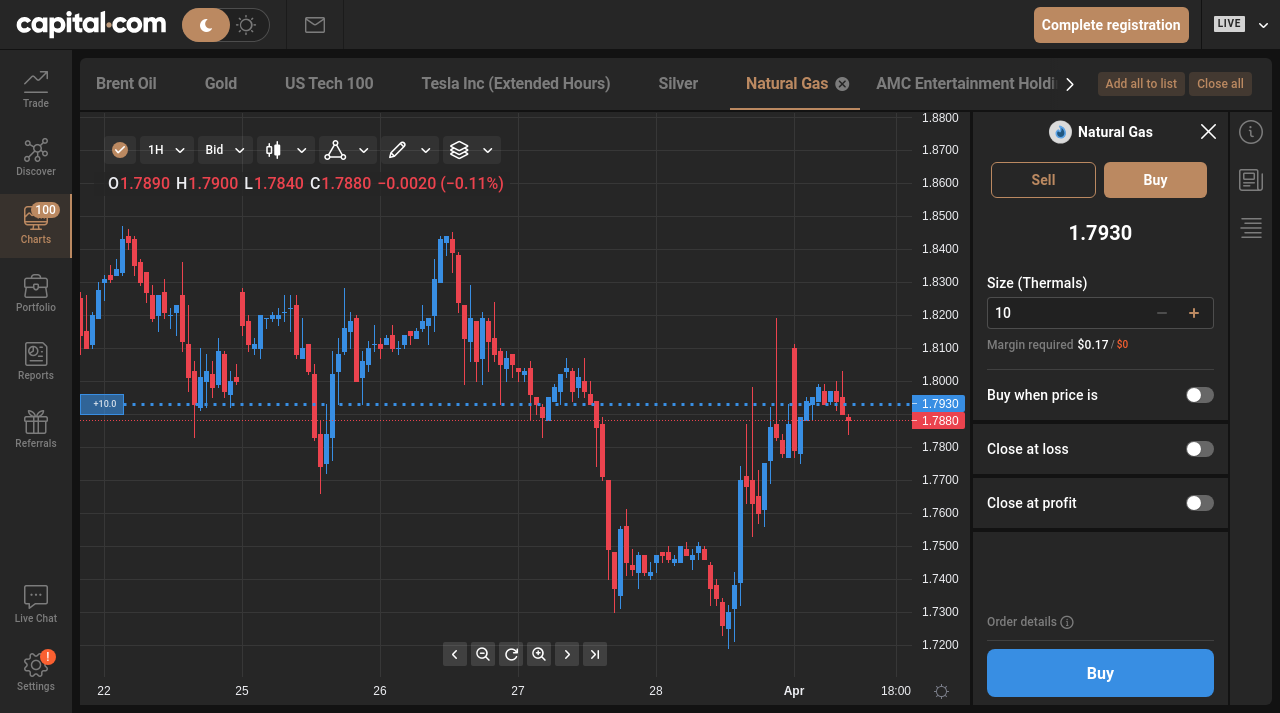 capital.com
Complete registration
LIVE
Trade
Discover
100
Charts
Portfolio
Reports
Referrals
Live Chat
!
Settings
Brent Oil
Gold
US Tech 100
Tesla Inc (Extended Hours)
Silver
Natural Gas
AMC Entertainment Holdi
Add all to list
Close all
1H
Bid
O1.7890 H1.7900 L1.7840 C1.7880 −0.0020 (−0.11%)
+10.0
1.8800
1.8700
1.8600
1.8500
1.8400
1.8300
1.8200
1.8100
1.8000
1.7930
1.7880
1.7800
1.7700
1.7600
1.7500
1.7400
1.7300
1.7200
22
25
26
27
28
Apr
18:00
Natural Gas
Sell
Buy
1.7930
Size (Thermals)
10
Margin required $0.17 / $0
Buy when price is
Close at loss
Close at profit
Order details
Buy